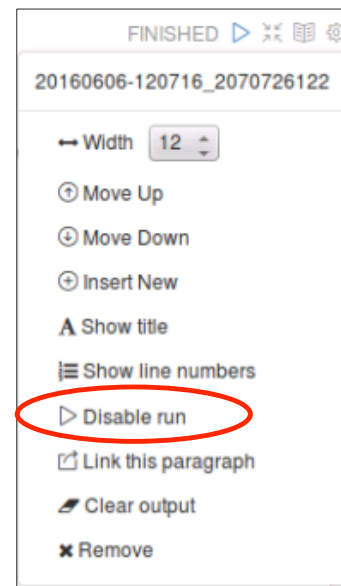 FINISHED
20160606-120716_2070726122
Width 12
Move Up
Move Down
Insert New
A Show title
Show line numbers
Disable run
Link this paragraph
Clear output
Remove